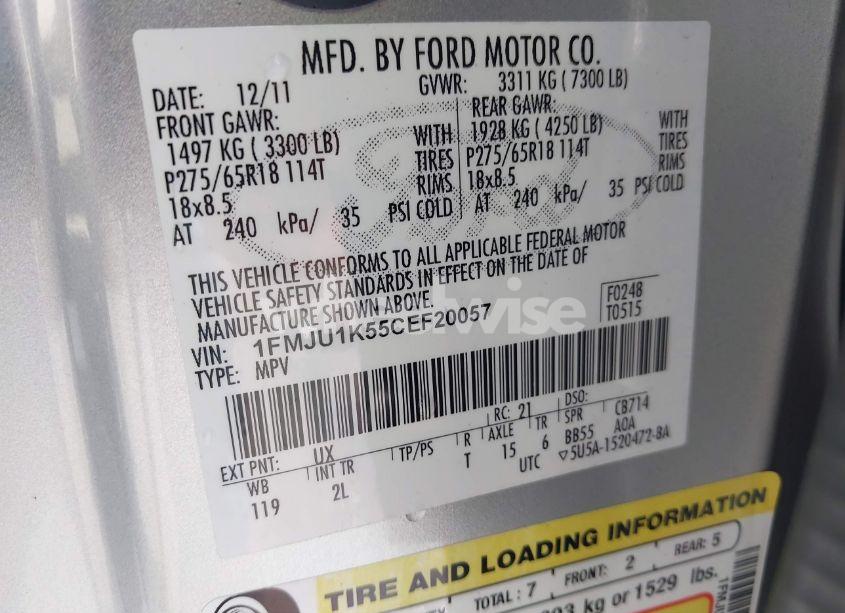 MFD. BY FORD MOTOR CO.
DATE: 12/11 GVWR: 3311 KG ( 7300 LB)
FRONT GAWR: REAR GAWR:
1497 KG ( 3300 LB) WITH 1928 KG ( 4250 LB) WITH
P275/65R18 114T TIRES P275/65R18 114T TIRES
18x8.5 RIMS 18x8.5 RIMS
AT 240 kPa/ 35 PSI COLD AT 240 kPa/ 35 PSI COLD
Ford
THIS VEHICLE CONFORMS TO ALL APPLICABLE FEDERAL MOTOR
VEHICLE SAFETY STANDARDS IN EFFECT ON THE DATE OF
MANUFACTURE SHOWN ABOVE.
VIN: 1FMJU1K55CEF20057
F0248
T0515
TYPE: MPV
EXT PNT: UX RC: 21 DSO: CB714
WB INT TR TP/PS R AXLE TR SPR A0A
119 2L T 15 6 BB55
UTC ▽5U5A-1520472-BA
TIRE AND LOADING INFORMATION
TOTAL : 7 FRONT: 2 REAR: 5
kg or 1529 lbs.